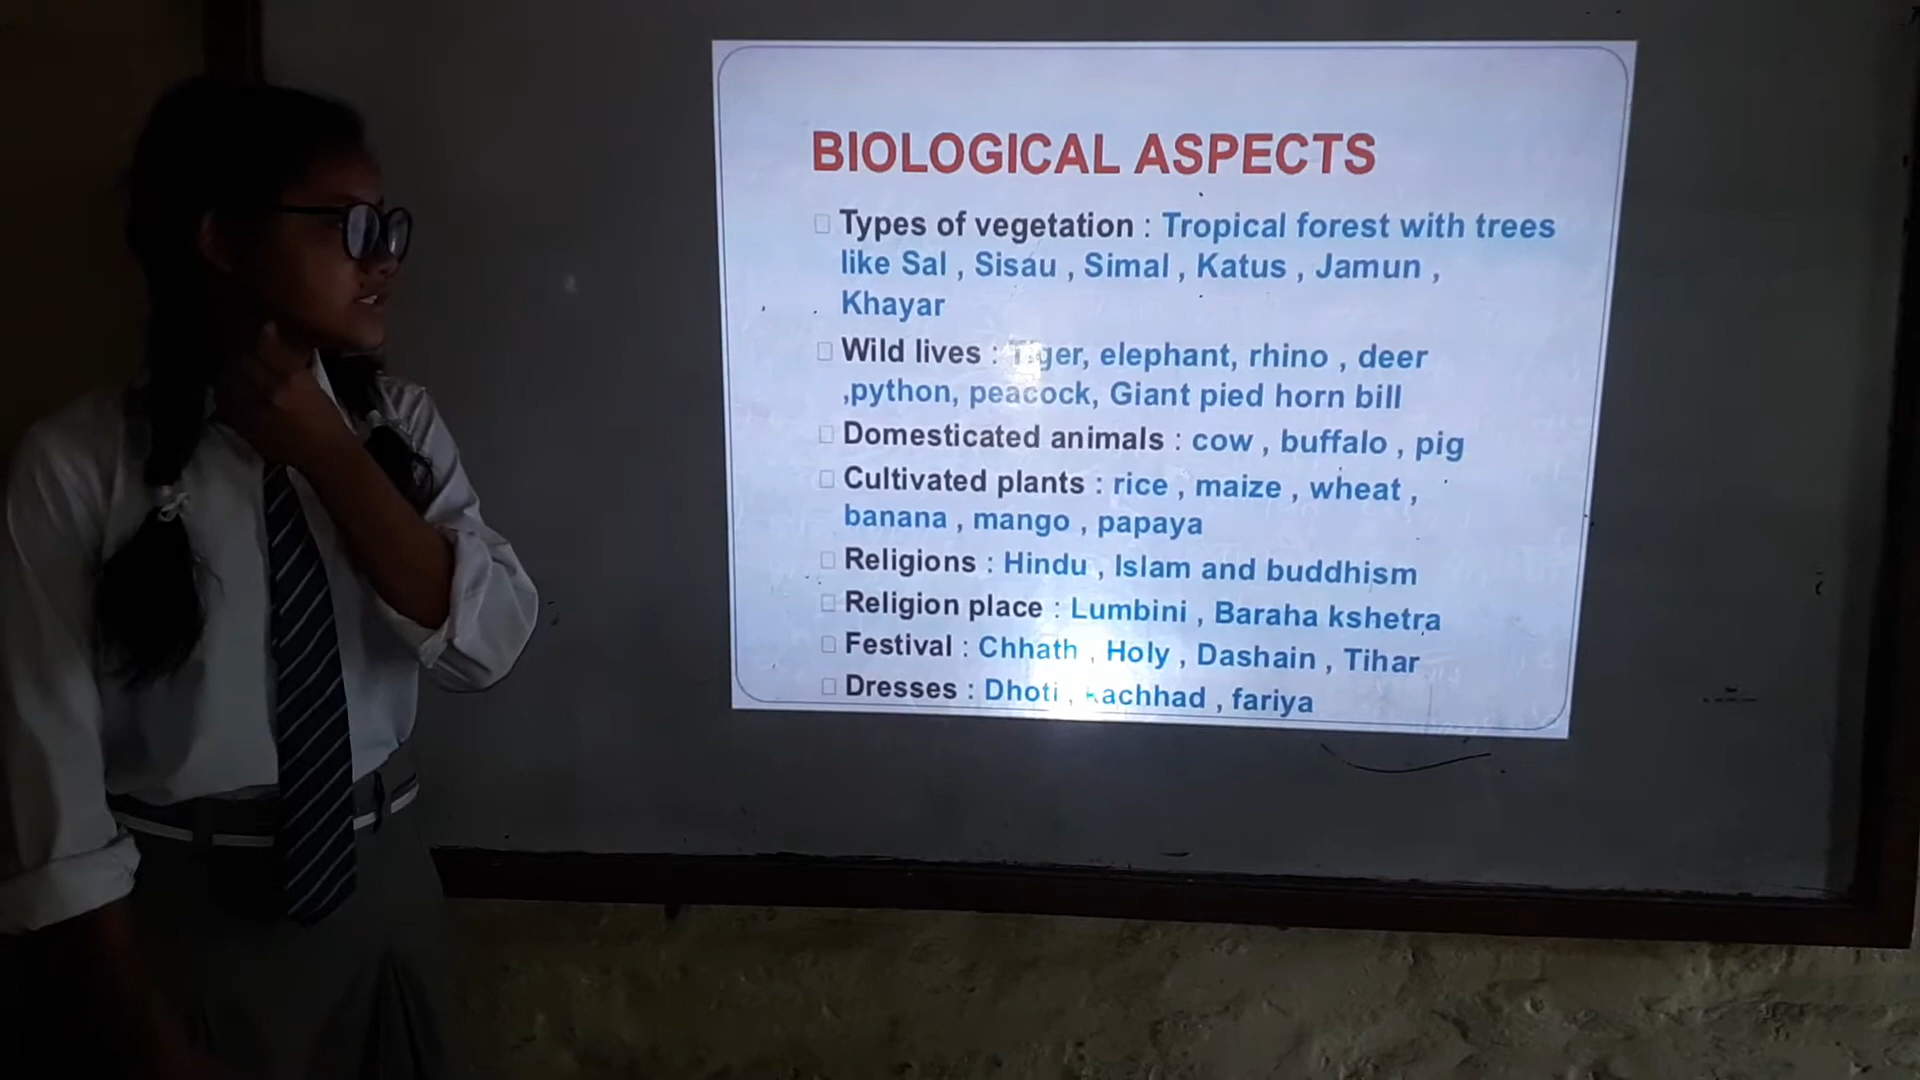 BIOLOGICAL ASPECTS
Types of vegetation : Tropical forest with trees
like Sal , Sisau , Simal , Katus , Jamun ,
Khayar
Wild lives : Tiger, elephant, rhino , deer
,python, peacock, Giant pied horn bill
Domesticated animals : cow , buffalo , pig
Cultivated plants : rice , maize , wheat ,
banana , mango , papaya
Religions : Hindu , Islam and buddhism
Religion place : Lumbini , Baraha kshetra
Festival : Chhath , Holy , Dashain , Tihar
Dresses : Dhoti , kachhad , fariya